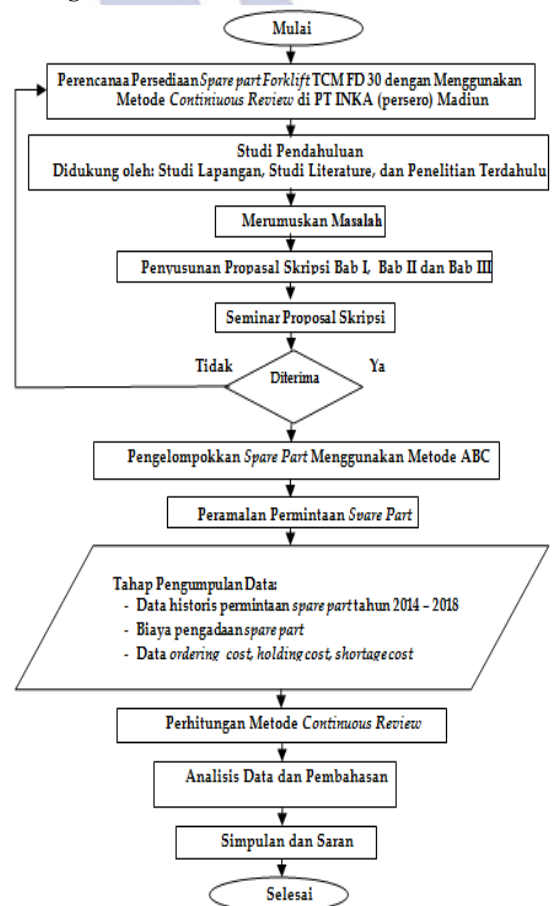 Mulai
Perencanaa Persediaan Spare part Forklift TCM FD 30 dengan Menggunakan
Metode Continiuous Review di PT INKA (persero) Madiun
Studi Pendahuluan
Didukung oleh: Studi Lapangan, Studi Literature, dan Penelitian Terdahulu
Merumuskan Masalah
Penyusunan Propasal Skripsi Bab I, Bab II dan Bab III
Seminar Proposal Skripsi
Tidak
Diterima
Ya
Pengelompokkan Spare Part Menggunakan Metode ABC
Peramalan Permintaan Spare Part
Tahap Pengumpulan Data:
- Data historis permintaan spare part tahun 2014 – 2018
- Biaya pengadaan spare part
- Data ordering cost, holding cost, shortage cost
Perhitungan Metode Continuous Review
Analisis Data dan Pembahasan
Simpulan dan Saran
Selesai